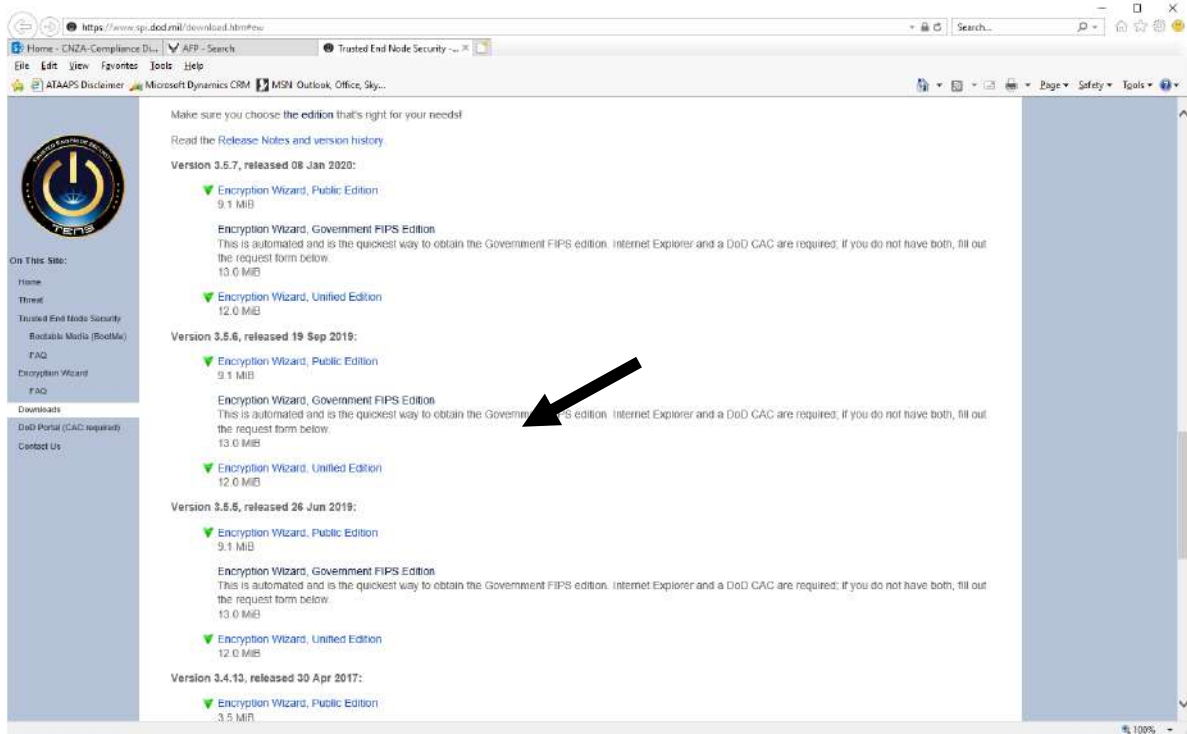 https://www.spi.dod.mil/download.htm#ew
Search...
Home - CNZA-Compliance Di...
AFP - Search
Trusted End Node Security -...
File Edit View Favorites Tools Help
ATAAPS Disclaimer
Microsoft Dynamics CRM
MSN Outlook, Office, Sky...
Page Safety Tools
TRUSTED END NODE SECURITY
TENS
On This Site:
Home
Threat
Trusted End Node Security
Bootable Media (BootMe)
FAQ
Encryption Wizard
FAQ
Downloads
DoD Portal (CAC required)
Contact Us
Make sure you choose the edition that's right for your needs!
Read the Release Notes and version history.
Version 3.5.7, released 08 Jan 2020:
Encryption Wizard, Public Edition
9.1 MiB
Encryption Wizard, Government FIPS Edition
This is automated and is the quickest way to obtain the Government FIPS edition. Internet Explorer and a DoD CAC are required; if you do not have both, fill out
the request form below.
13.0 MiB
Encryption Wizard, Unified Edition
12.0 MiB
Version 3.5.6, released 19 Sep 2019:
Encryption Wizard, Public Edition
9.1 MiB
Encryption Wizard, Government FIPS Edition
This is automated and is the quickest way to obtain the edition. Internet Explorer and a DoD CAC are required; if you do not have both, fill out
the request form below.
13.0 MiB
Encryption Wizard, Unified Edition
12.0 MiB
Version 3.5.5, released 26 Jun 2019:
Encryption Wizard, Public Edition
9.1 MiB
Encryption Wizard, Government FIPS Edition
This is automated and is the quickest way to obtain the Government FIPS edition. Internet Explorer and a DoD CAC are required; if you do not have both, fill out
the request form below.
13.0 MiB
Encryption Wizard, Unified Edition
12.0 MiB
Version 3.4.13, released 30 Apr 2017:
Encryption Wizard, Public Edition
3.5 MiB
100%